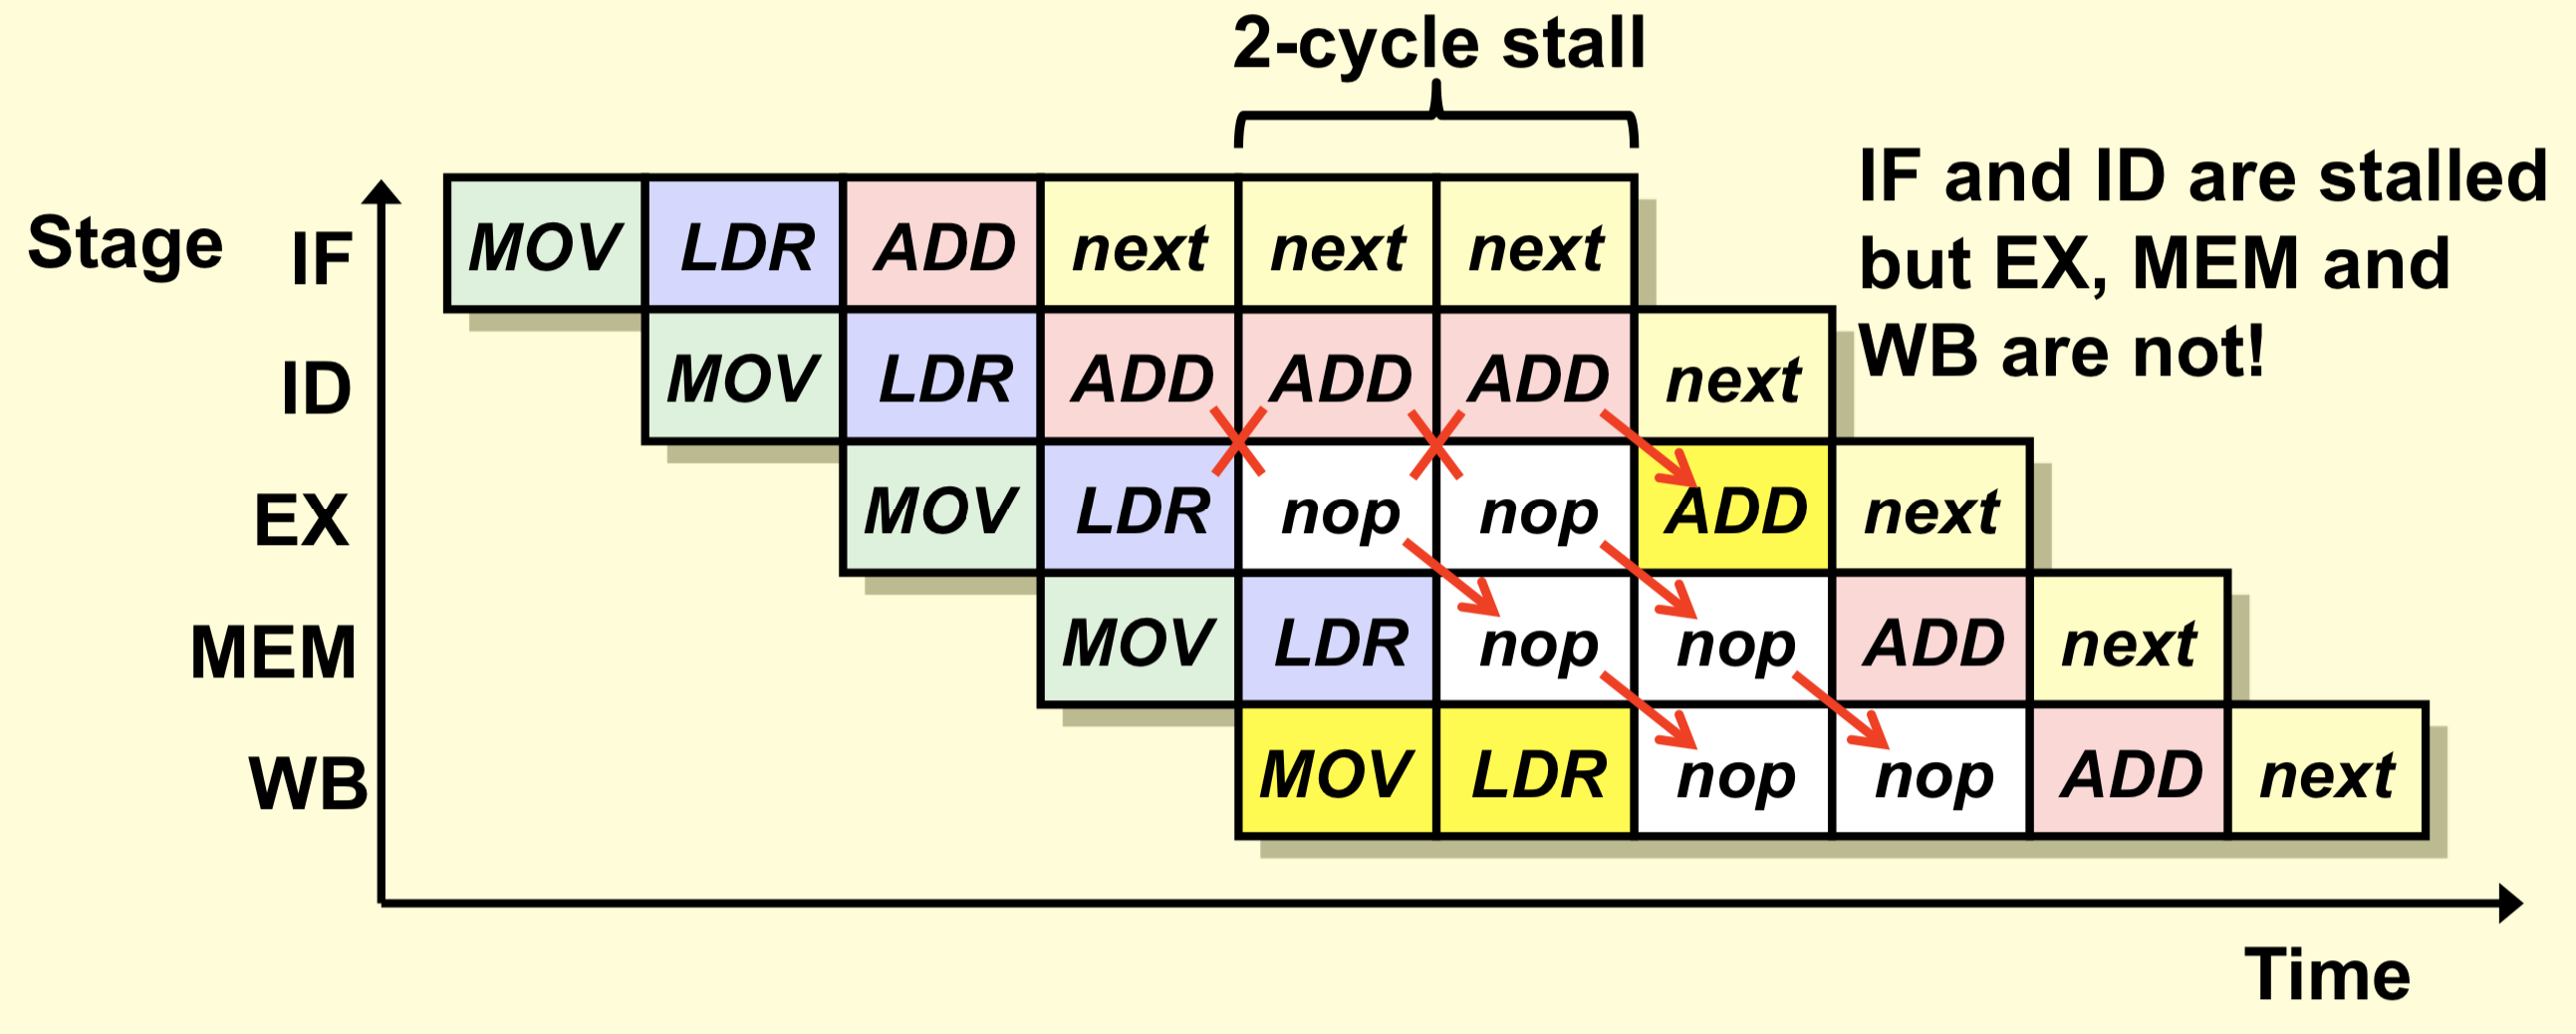 2-cycle stall
IF and ID are stalled
but EX, MEM and
WB are not!
Stage IF MOV LDR ADD next next next
ID MOV LDR ADD ADD ADD next
EX MOV LDR nop nop ADD next
MEM MOV LDR nop nop ADD next
WB MOV LDR nop nop ADD next
Time